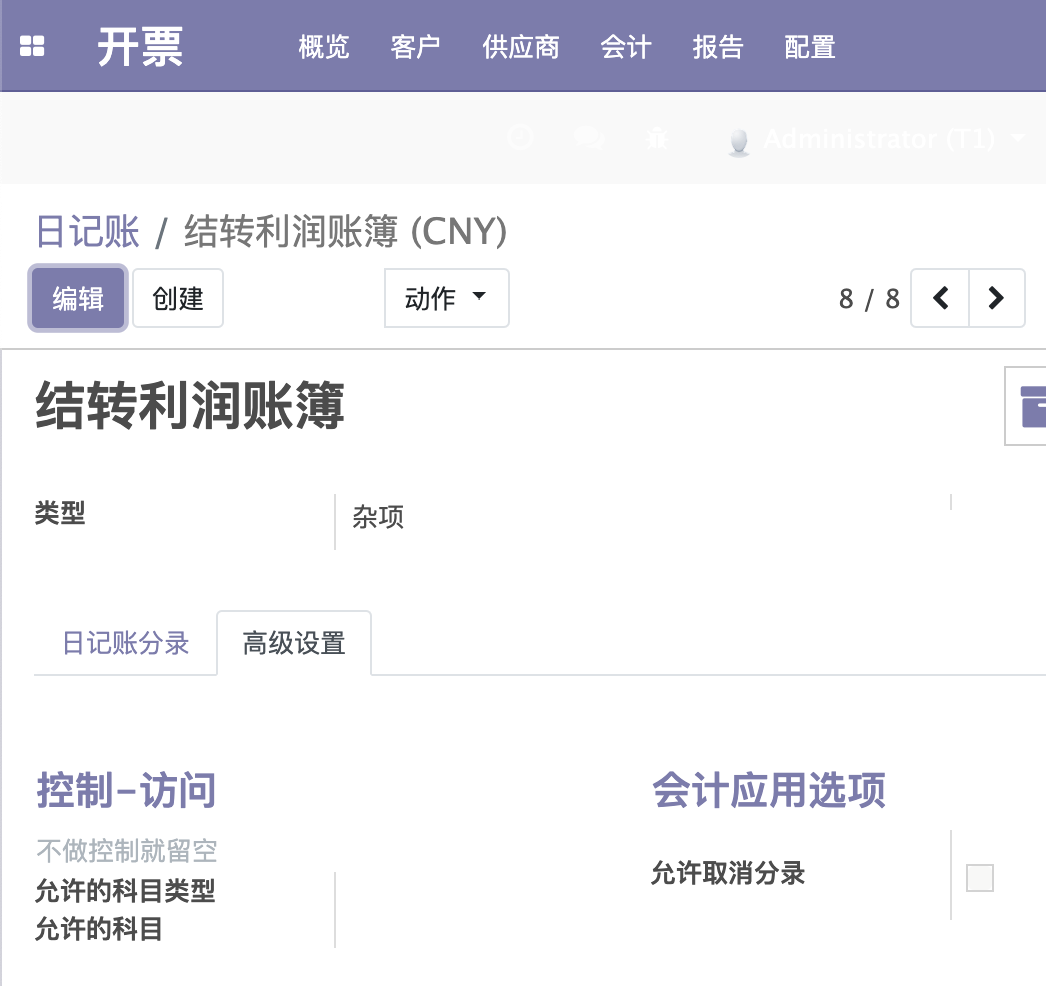 开票 概览 客户 供应商 会计 报告 配置
Administrator (T1)
日记账 / 结转利润账簿 (CNY)
编辑 创建 动作 8 / 8
结转利润账簿
类型 杂项
日记账分录 高级设置
控制-访问 会计应用选项
不做控制就留空
允许的科目类型 允许取消分录
允许的科目